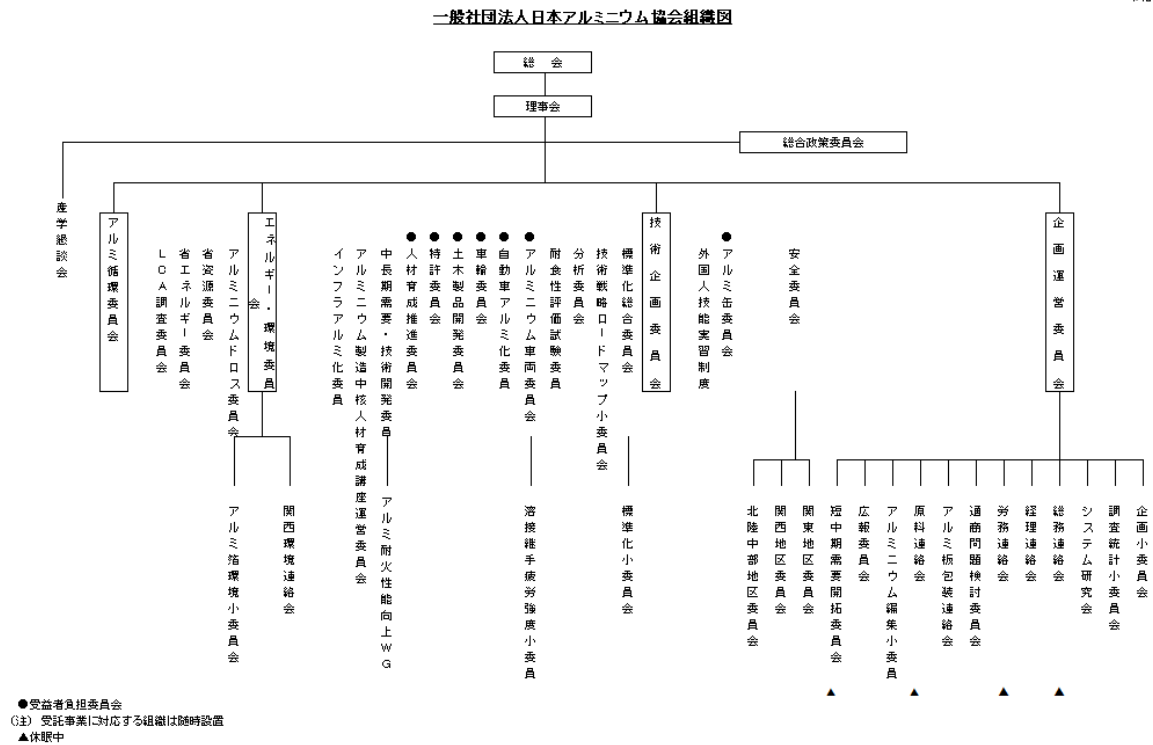 一般社団法人日本アルミニウム協会組織図
総　会
理事会
総合政策委員会
産学懇談会
アルミ循環委員会
LCA調査委員会
省エネルギー委員会
省資源委員会
アルミニウムドロス委員会
エネルギー・環境委員会
インフラアルミ化委員
アルミニウム製造中核人材育成講座運営委員会
中長期需要・技術開発委員
●人材育成推進委員会
●特許委員会
●土木製品開発委員会
●車輪委員会
●自動車アルミ化委員
●アルミニウム車両委員会
耐食性評価試験委員
分析委員会
技術戦略ロードマップ小委員会
標準化総合委員会
技術企画委員会
外国人技能実習制度
●アルミ缶委員会
安全委員会
企画運営委員会
アルミ箔環境小委員会
関西環境連絡会
アルミ耐火性能向上WG
溶接継手疲労強度小委員
標準化小委員会
北陸中部地区委員会
関西地区委員会
関東地区委員会
短中期需要開拓委員会
広報委員会
アルミニウム編集小委員
原料連絡会
アルミ板包装連絡会
通商問題検討委員会
労務連絡会
経理連絡会
総務連絡会
システム研究会
調査統計小委員会
企画小委員会
▲　▲　▲　▲
●受益者負担委員会
(注)　受託事業に対応する組織は随時設置
▲休眠中